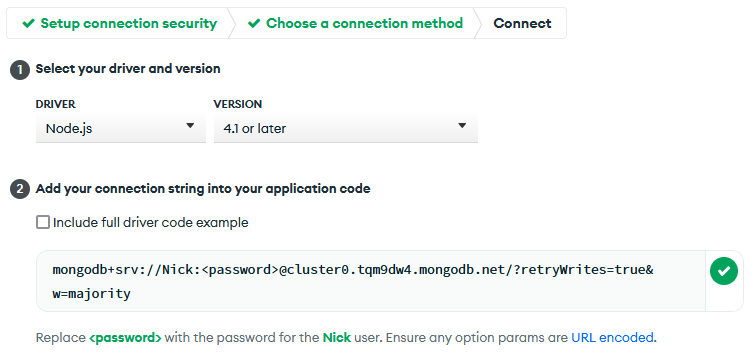 Setup connection security Choose a connection method Connect
1 Select your driver and version
DRIVER VERSION
Node.js 4.1 or later
2 Add your connection string into your application code
Include full driver code example
mongodb+srv://Nick:<password>@cluster0.tqm9dw4.mongodb.net/?retryWrites=true&
w=majority
Replace <password> with the password for the Nick user. Ensure any option params are URL encoded.